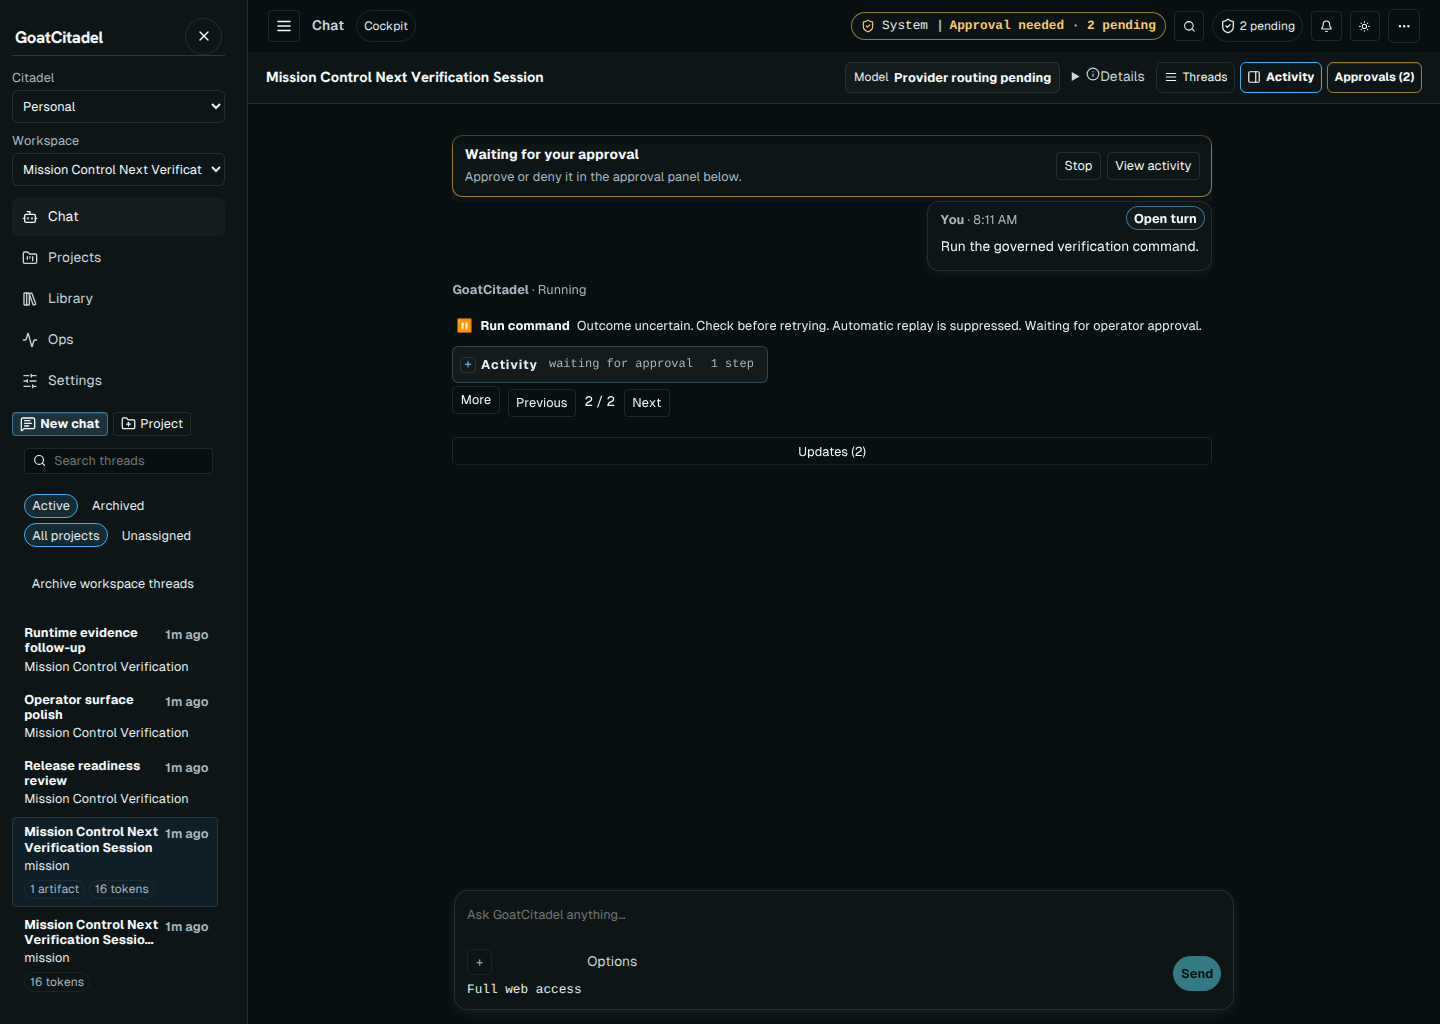 GoatCitadel
Citadel
Personal
Workspace
Mission Control Next Verificat
Chat
Projects
Library
Ops
Settings
New chat
Project
Search threads
Active
Archived
All projects
Unassigned
Archive workspace threads
Runtime evidence
follow-up
1m ago
Mission Control Verification
Operator surface
polish
1m ago
Mission Control Verification
Release readiness
review
1m ago
Mission Control Verification
Mission Control Next
Verification Session
1m ago
mission
1 artifact
16 tokens
Mission Control Next
Verification Sessio...
1m ago
mission
16 tokens
Chat
Cockpit
System | Approval needed · 2 pending
2 pending
Mission Control Next Verification Session
Model Provider routing pending
Details
Threads
Activity
Approvals (2)
Waiting for your approval
Approve or deny it in the approval panel below.
Stop
View activity
You · 8:11 AM
Open turn
Run the governed verification command.
GoatCitadel · Running
Run command Outcome uncertain. Check before retrying. Automatic replay is suppressed. Waiting for operator approval.
+ Activity waiting for approval 1 step
More
Previous
2 / 2
Next
Updates (2)
Ask GoatCitadel anything...
+
Options
Full web access
Send